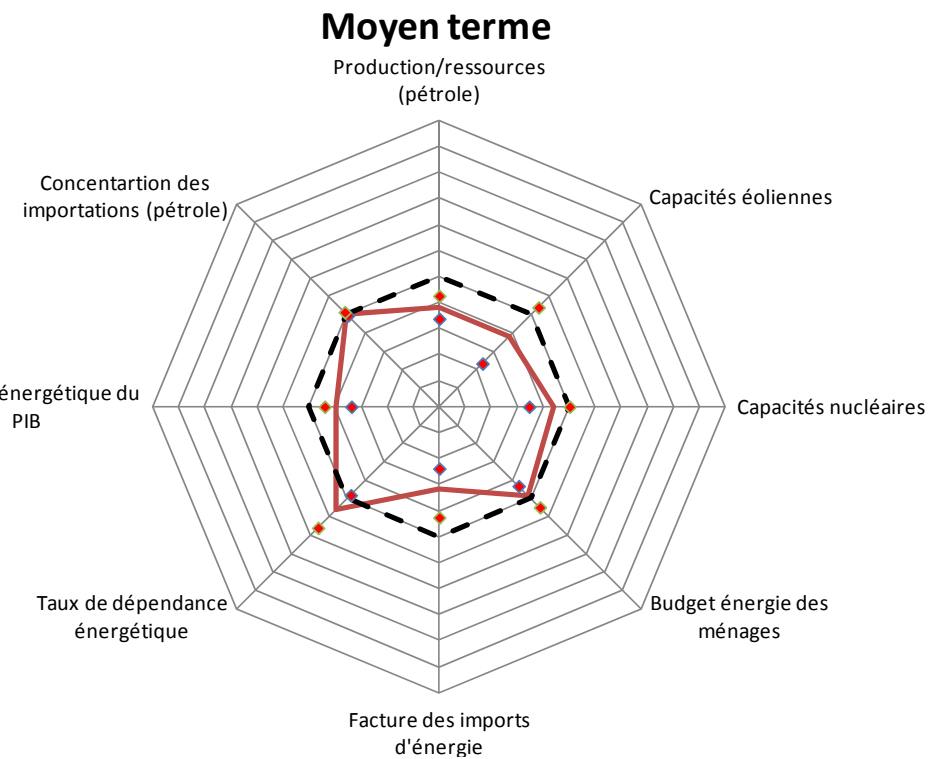 Moyen terme
Production/ressources
(pétrole)
Concentartion des
importations (pétrole)
Capacités éoliennes
énergétique du
PIB
Capacités nucléaires
Taux de dépendance
énergétique
Budget énergie des
ménages
Facture des imports
d'énergie